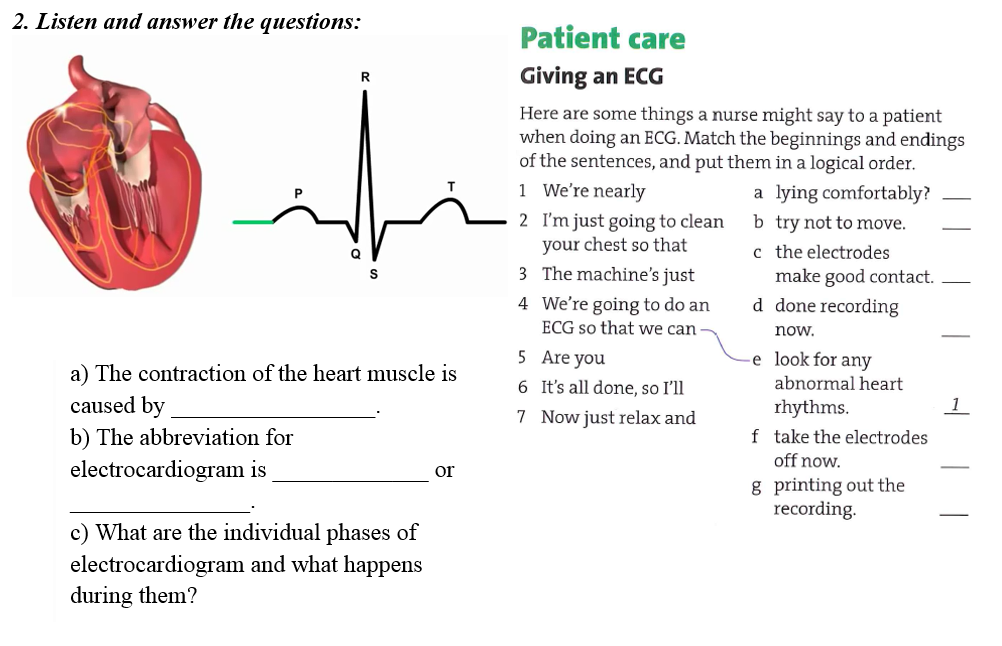 2. Listen and answer the questions:
R
P
T
Q
S
a) The contraction of the heart muscle is
caused by _________________.
b) The abbreviation for
electrocardiogram is _____________ or
_______________.
c) What are the individual phases of
electrocardiogram and what happens
during them?
Patient care
Giving an ECG
Here are some things a nurse might say to a patient
when doing an ECG. Match the beginnings and endings
of the sentences, and put them in a logical order.
1 We're nearly
2 I'm just going to clean
your chest so that
3 The machine's just
4 We're going to do an
ECG so that we can
5 Are you
6 It's all done, so I'll
7 Now just relax and
a lying comfortably? __
b try not to move. __
c the electrodes
make good contact. __
d done recording
now. __
e look for any
abnormal heart
rhythms. 1
f take the electrodes
off now. __
g printing out the
recording. __